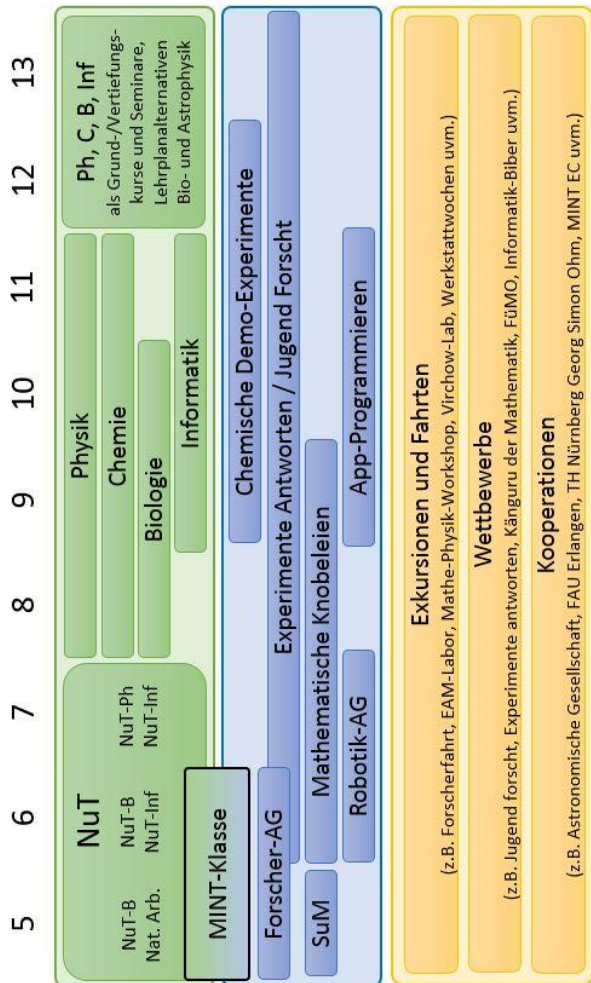 5 6 7 8 9 10 11 12 13
NuT
NuT-B
Nat. Arb.
NuT-B
NuT-Inf
NuT-Ph
NuT-Inf
Physik
Chemie
Biologie
Informatik
Ph, C, B, Inf
als Grund-/Vertiefungs-
kurse und Seminare,
Lehrplanalternativen
Bio- und Astrophysik
MINT-Klasse
Chemische Demo-Experimente
Forscher-AG
Experimente Antworten / Jugend Forscht
SuM
Mathematische Knobeleien
Robotik-AG
App-Programmieren
Exkursionen und Fahrten
(z.B. Forscherfahrt, EAM-Labor, Mathe-Physik-Workshop, Virchow-Lab, Werkstattwochen uvm.)
Wettbewerbe
(z.B. Jugend forscht, Experimente antworten, Känguru der Mathematik, FüMO, Informatik-Biber uvm.)
Kooperationen
(z.B. Astronomische Gesellschaft, FAU Erlangen, TH Nürnberg Georg Simon Ohm, MINT EC uvm.)